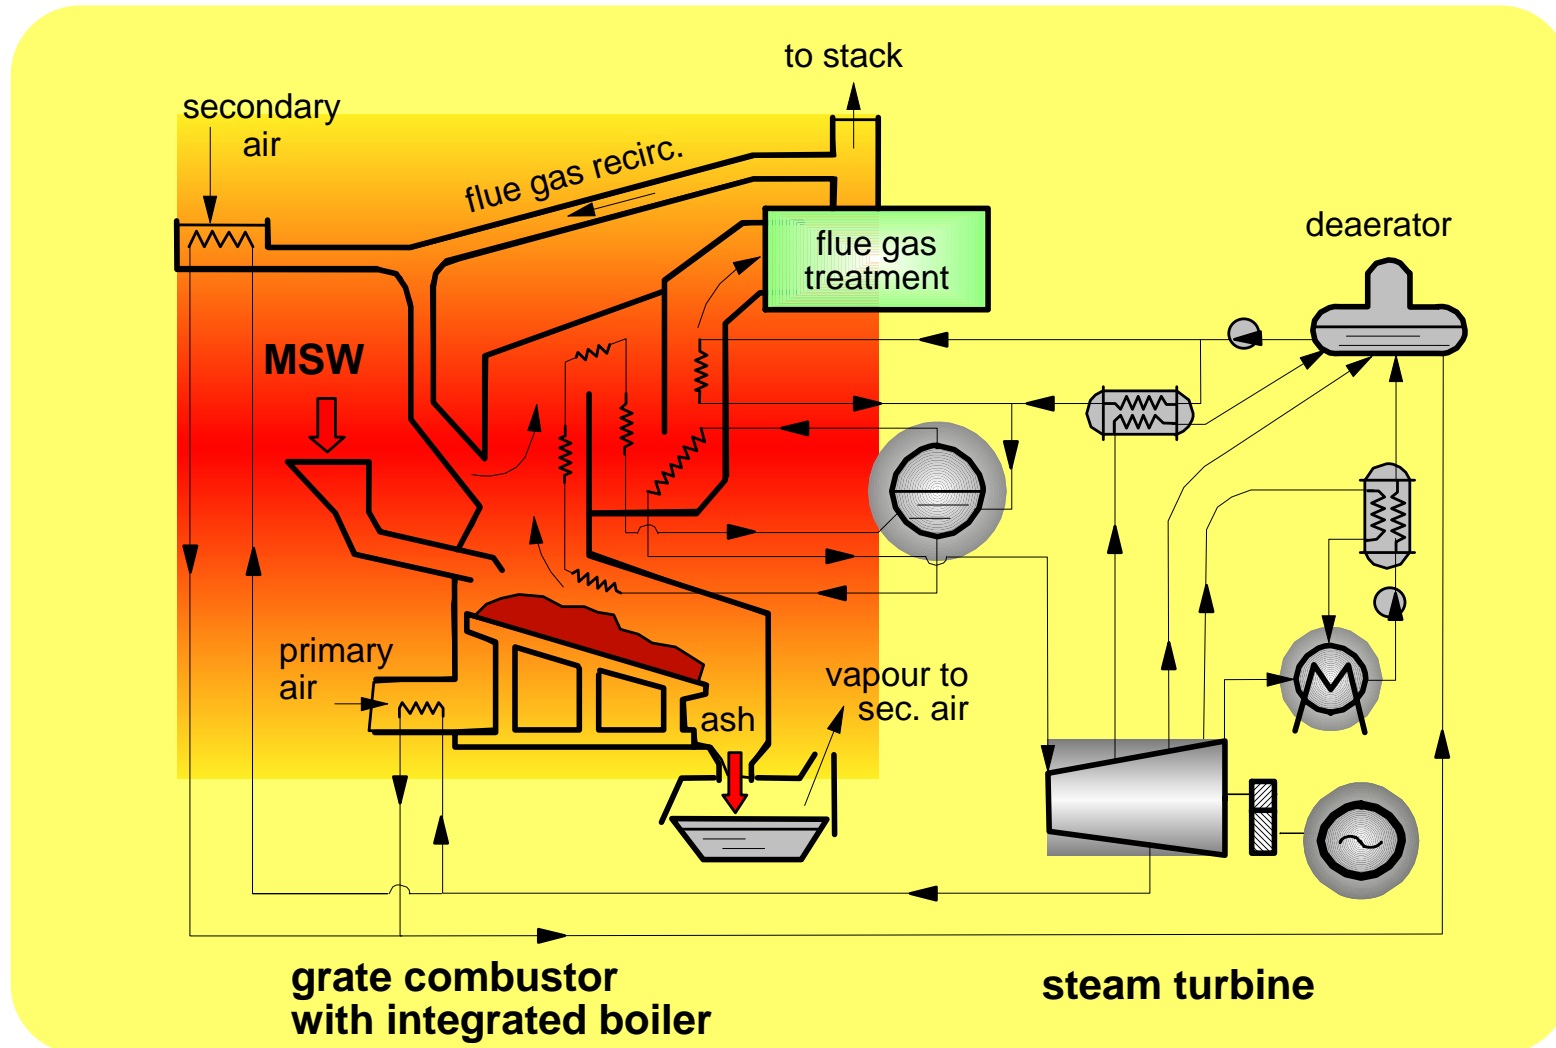 to stack
secondary
air
flue gas recirc.
flue gas
treatment
deaerator
MSW
primary
air
vapour to
sec. air
ash
grate combustor
with integrated boiler
steam turbine